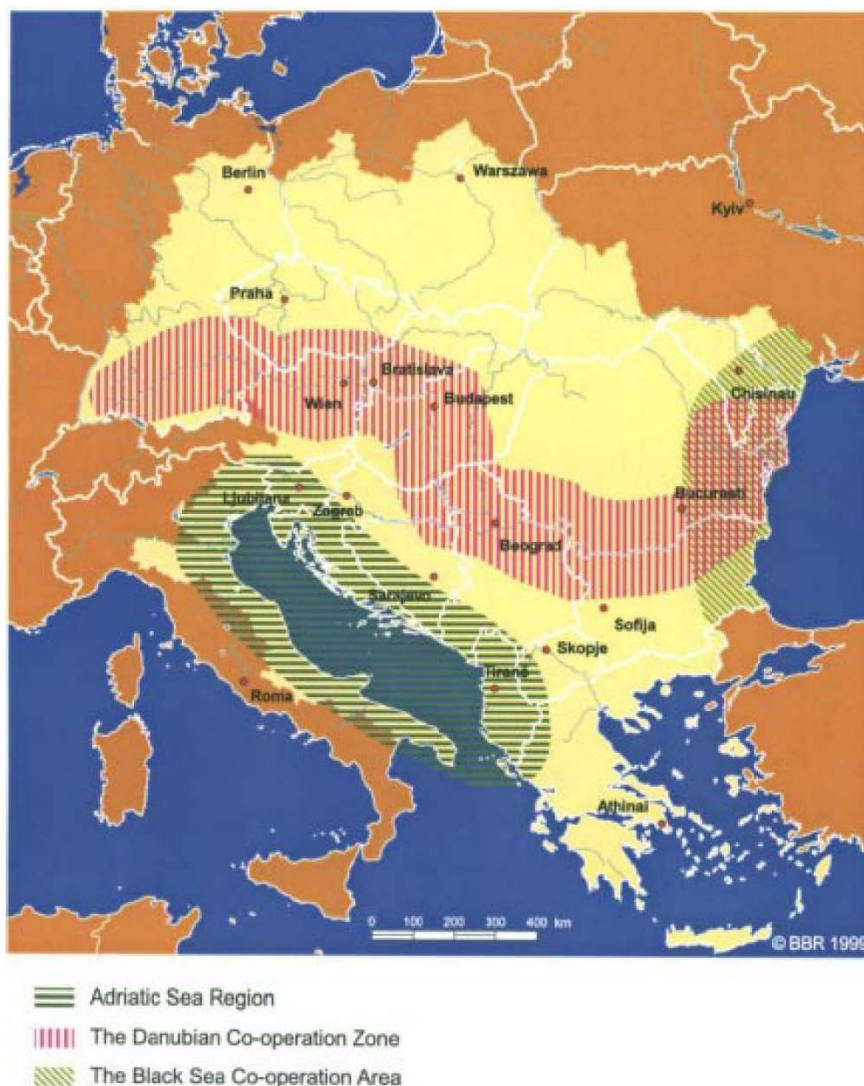 Berlin
Warszawa
Kyiv
Praha
Bratislava
Wien
Budapest
Chisinau
Ljubljana
Zagreb
Bucuresti
Beograd
Sarajevo
Sofija
Skopje
Tiranë
Roma
Athinai
0 100 200 300 400 km
© BBR 1999
Adriatic Sea Region
The Danubian Co-operation Zone
The Black Sea Co-operation Area